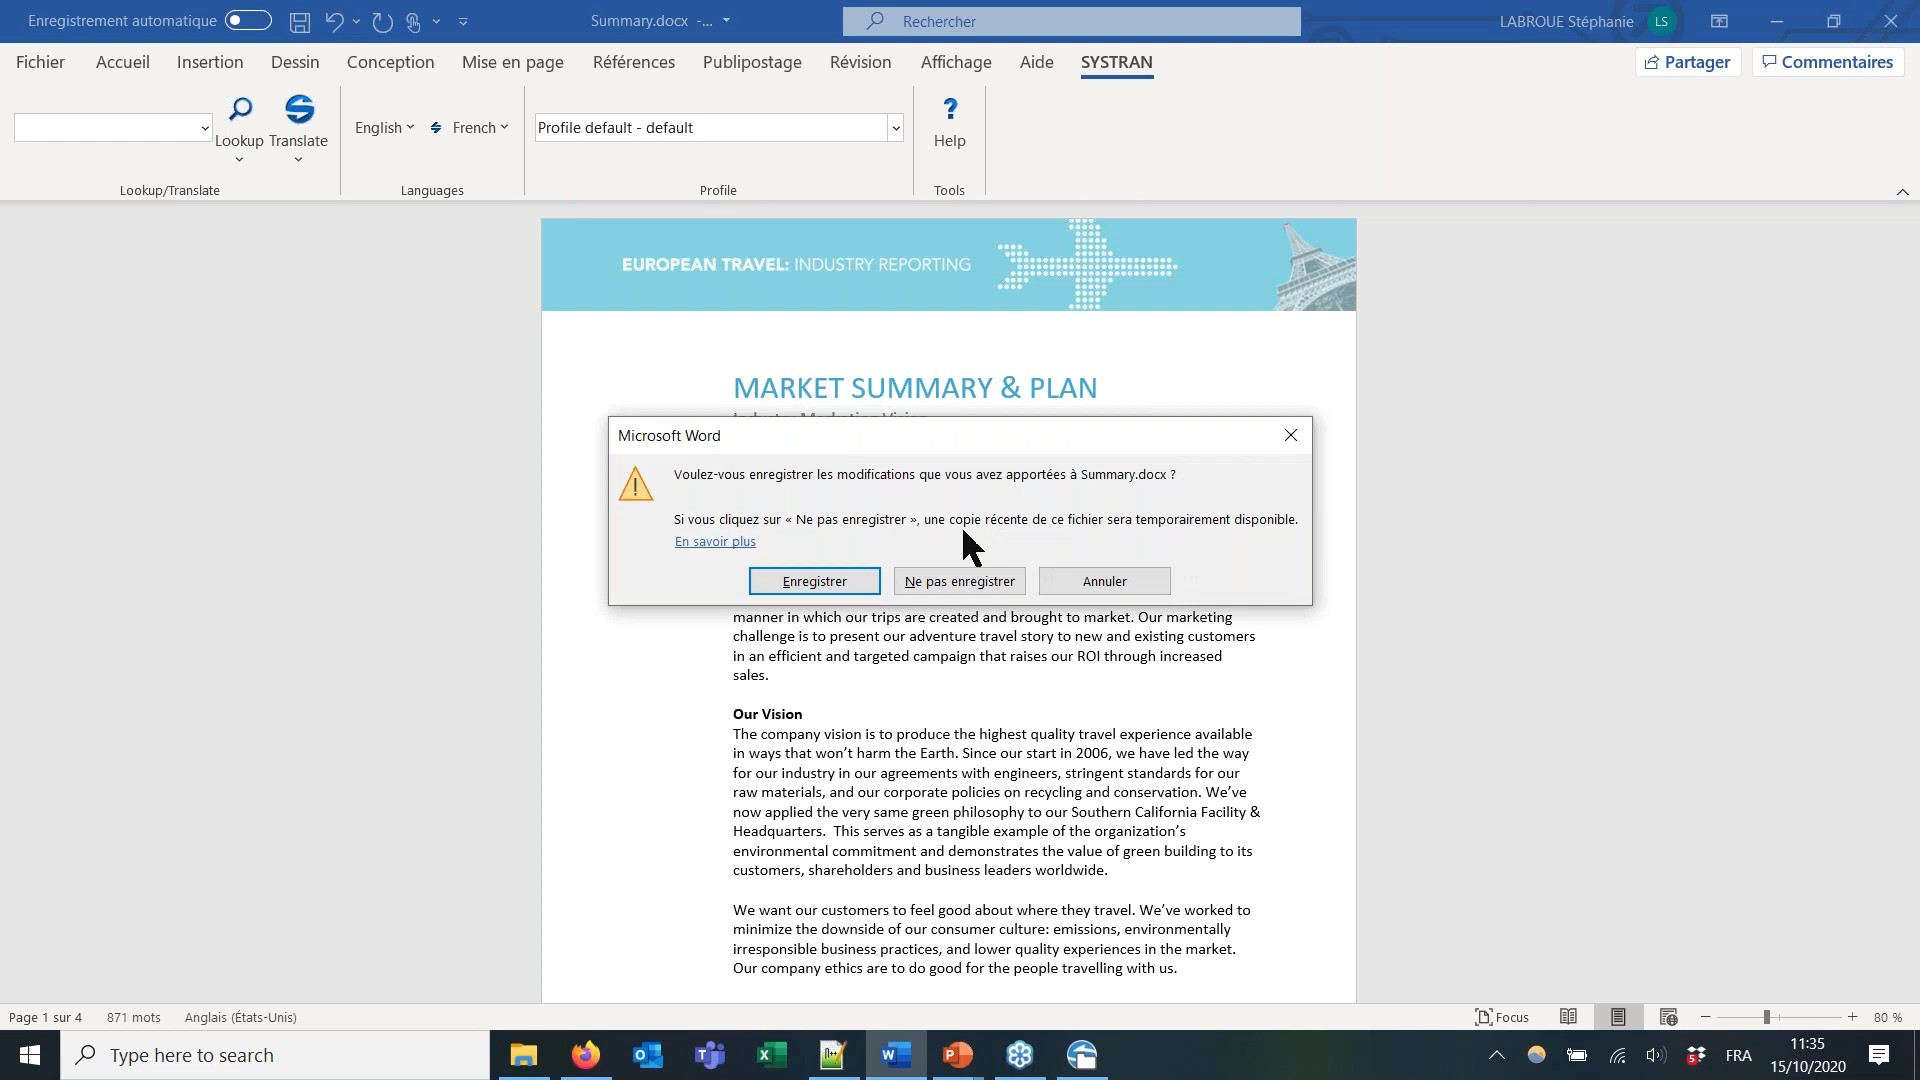 Enregistrement automatique
Summary.docx -...
Rechercher
LABROUE Stéphanie
LS
Fichier Accueil Insertion Dessin Conception Mise en page Références Publipostage Révision Affichage Aide SYSTRAN
Partager
Commentaires
Lookup
Translate
English
French
Profile default - default
?
Help
Lookup/Translate
Languages
Profile
Tools
EUROPEAN TRAVEL: INDUSTRY REPORTING
MARKET SUMMARY & PLAN
Industry Marketing Vision
Microsoft Word
Voulez-vous enregistrer les modifications que vous avez apportées à Summary.docx ?
Si vous cliquez sur « Ne pas enregistrer », une copie récente de ce fichier sera temporairement disponible.
En savoir plus
Enregistrer
Ne pas enregistrer
Annuler
manner in which our trips are created and brought to market. Our marketing
challenge is to present our adventure travel story to new and existing customers
in an efficient and targeted campaign that raises our ROI through increased
sales.
Our Vision
The company vision is to produce the highest quality travel experience available
in ways that won’t harm the Earth. Since our start in 2006, we have led the way
for our industry in our agreements with engineers, stringent standards for our
raw materials, and our corporate policies on recycling and conservation. We’ve
now applied the very same green philosophy to our Southern California Facility &
Headquarters.  This serves as a tangible example of the organization’s
environmental commitment and demonstrates the value of green building to its
customers, shareholders and business leaders worldwide.
We want our customers to feel good about where they travel. We’ve worked to
minimize the downside of our consumer culture: emissions, environmentally
irresponsible business practices, and lower quality experiences in the market.
Our company ethics are to do good for the people travelling with us.
Page 1 sur 4
871 mots
Anglais (États-Unis)
Focus
80 %
Type here to search
FRA
11:35
15/10/2020